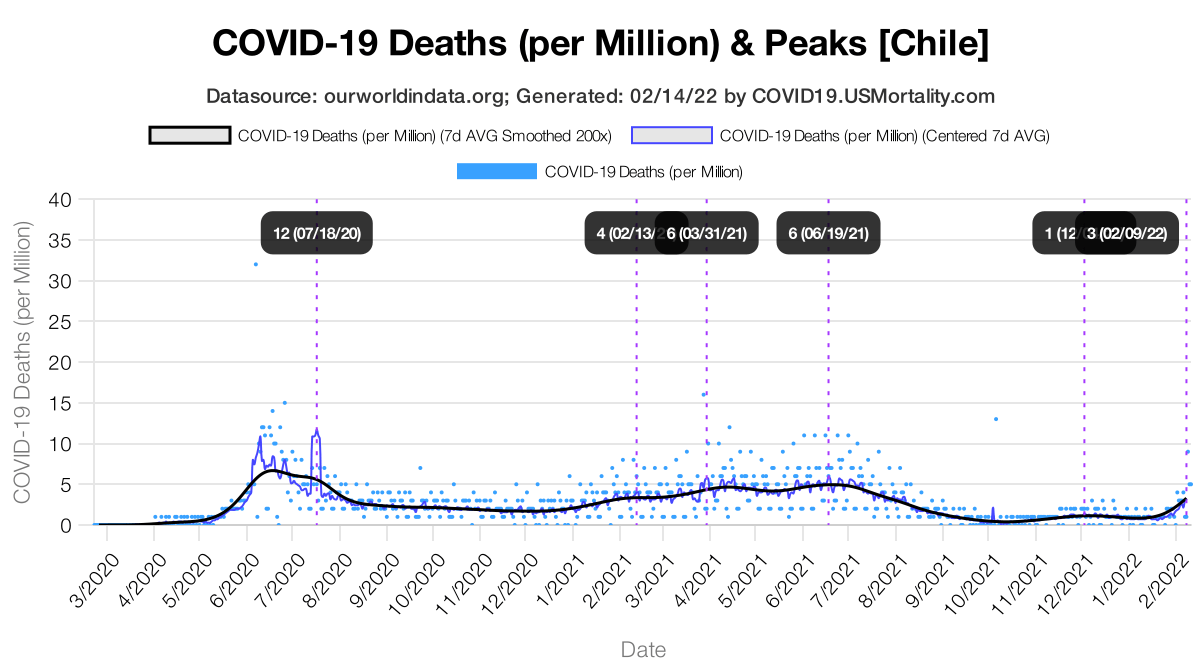 COVID-19 Deaths (per Million) & Peaks [Chile]
Datasource: ourworldindata.org; Generated: 02/14/22 by COVID19.USMortality.com
COVID-19 Deaths (per Million) (7d AVG Smoothed 200x) COVID-19 Deaths (per Million) (Centered 7d AVG)
COVID-19 Deaths (per Million)
COVID-19 Deaths (per Million)
40
35
30
25
20
15
10
5
0
12 (07/18/20) 4 (02/13/ 6 (03/31/21) 6 (06/19/21) 1 (12/ 3 (02/09/22)
3/2020 4/2020 5/2020 6/2020 7/2020 8/2020 9/2020 10/2020 11/2020 12/2020 1/2021 2/2021 3/2021 4/2021 5/2021 6/2021 7/2021 8/2021 9/2021 10/2021 11/2021 12/2021 1/2022 2/2022
Date